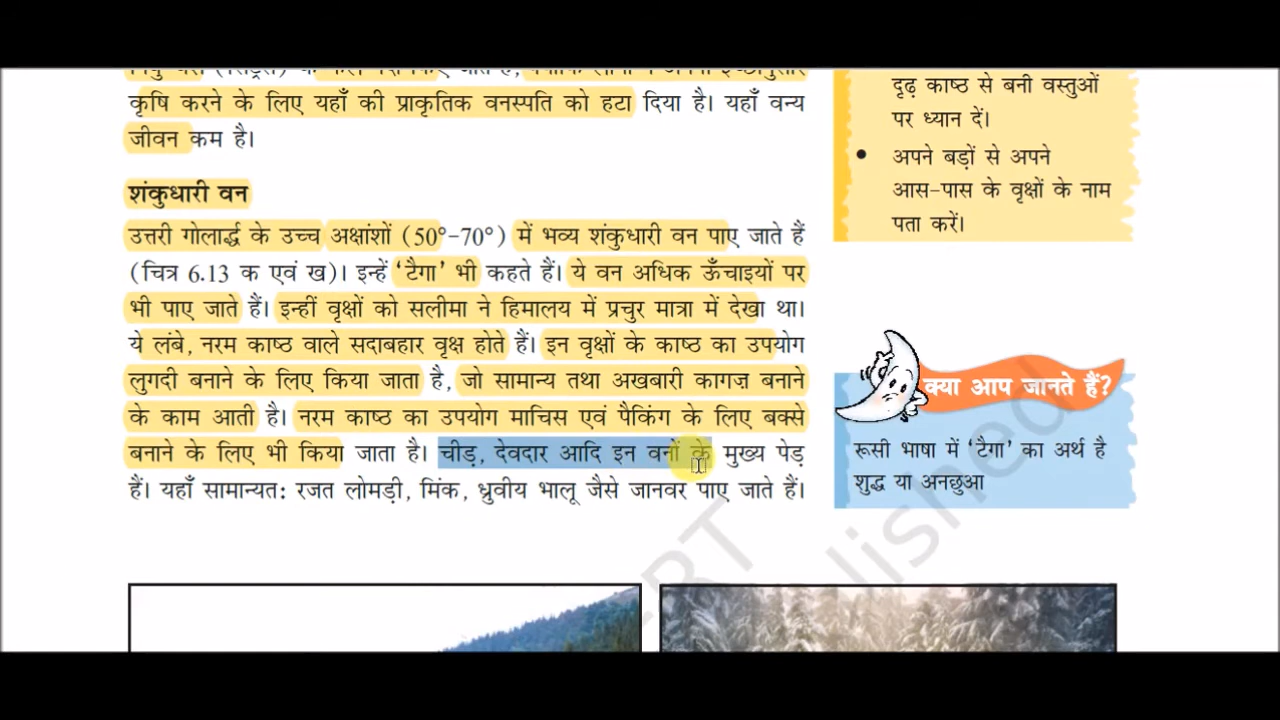 कृषि करने के लिए यहाँ की प्राकृतिक वनस्पति को हटा दिया है। यहाँ वन्य
जीवन कम है।
शंकुधारी वन
उत्तरी गोलार्द्ध के उच्च अक्षांशों (50°-70°) में भव्य शंकुधारी वन पाए जाते हैं
(चित्र 6.13 क एवं ख)। इन्हें ‘टैगा’ भी कहते हैं। ये वन अधिक ऊँचाइयों पर
भी पाए जाते हैं। इन्हीं वृक्षों को सलीमा ने हिमालय में प्रचुर मात्रा में देखा था।
ये लंबे, नरम काष्ठ वाले सदाबहार वृक्ष होते हैं। इन वृक्षों के काष्ठ का उपयोग
लुगदी बनाने के लिए किया जाता है, जो सामान्य तथा अखबारी कागज़ बनाने
के काम आती है। नरम काष्ठ का उपयोग माचिस एवं पैकिंग के लिए बक्से
बनाने के लिए भी किया जाता है। चीड़, देवदार आदि इन वनों के मुख्य पेड़
हैं। यहाँ सामान्यत: रजत लोमड़ी, मिंक, ध्रुवीय भालू जैसे जानवर पाए जाते हैं।
दृढ़ काष्ठ से बनी वस्तुओं
पर ध्यान दें।
• अपने बड़ों से अपने
आस-पास के वृक्षों के नाम
पता करें।
क्या आप जानते हैं?
रूसी भाषा में ‘टैगा’ का अर्थ है
शुद्ध या अनछुआ